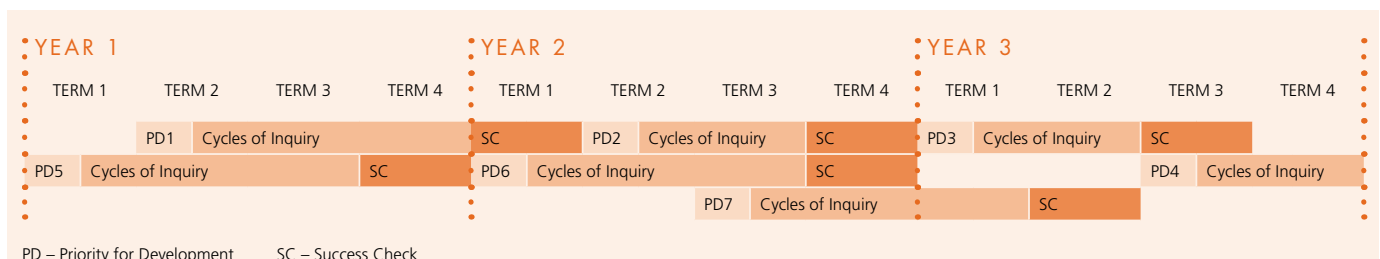 YEAR 1 YEAR 2 YEAR 3
TERM 1 TERM 2 TERM 3 TERM 4 TERM 1 TERM 2 TERM 3 TERM 4 TERM 1 TERM 2 TERM 3 TERM 4
PD1 Cycles of Inquiry SC PD2 Cycles of Inquiry SC PD3 Cycles of Inquiry SC
PD5 Cycles of Inquiry SC PD6 Cycles of Inquiry SC PD4 Cycles of Inquiry
PD7 Cycles of Inquiry SC
PD – Priority for Development SC – Success Check